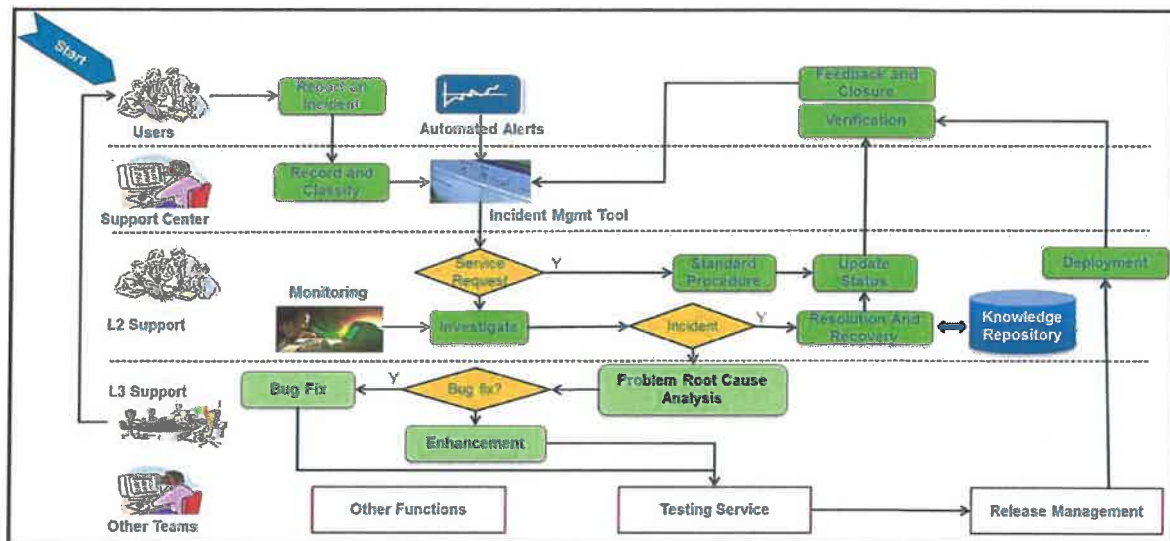 Start
Users
Report an
Incident
Automated Alerts
Feedback and
Closure
Verification
Support Center
Record and
Classify
Incident Mgmt Tool
L2 Support
Service
Request
Y
Standard
Procedure
Update
Status
Deployment
Monitoring
Investigate
Incident
Y
Resolution And
Recovery
Knowledge
Repository
L3 Support
Bug Fix
Y
Bug fix?
Problem Root Cause
Analysis
Enhancement
Other Teams
Other Functions
Testing Service
Release Management